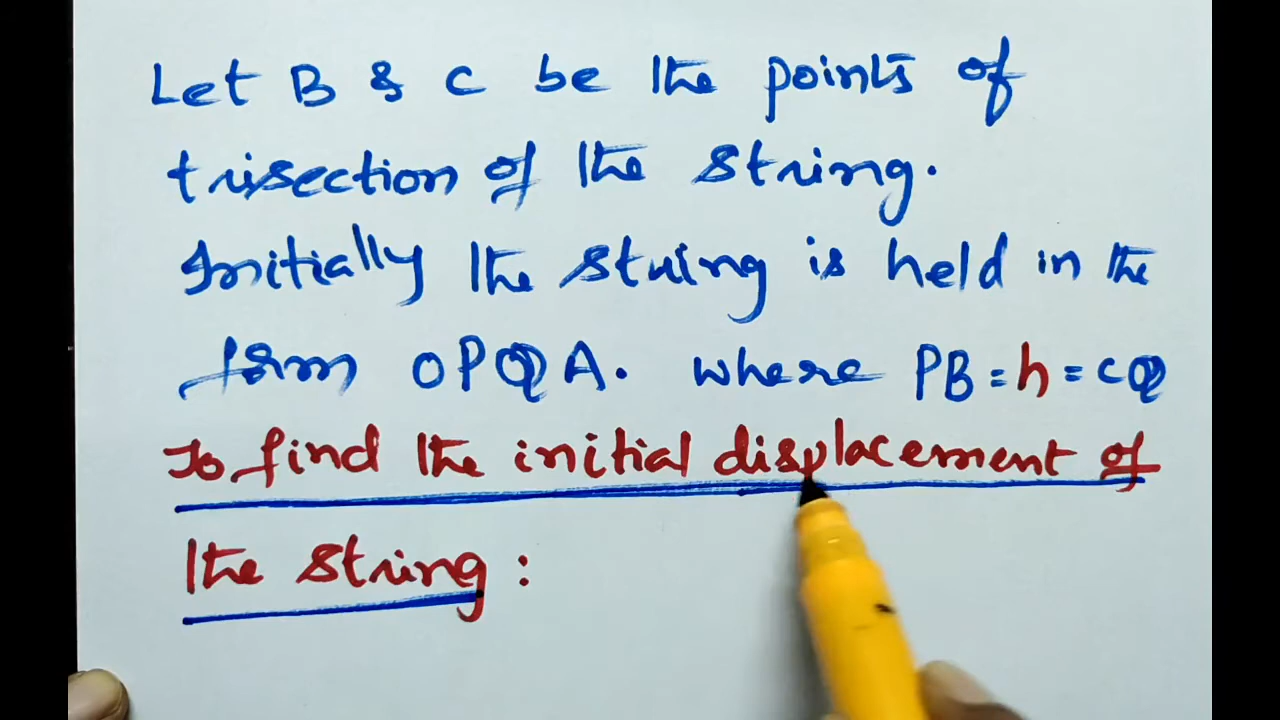 Let B & C be the points of
trisection of the string.
Initially the string is held in the
form OPQA. where PB = h = CQ
To find the initial displacement of
the string :